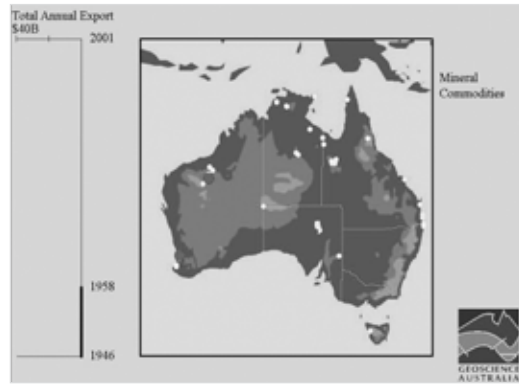 Total Annual Export
$40B
2001
Mineral
Commodities
1958
1946
GEOSCIENCE
AUSTRALIA